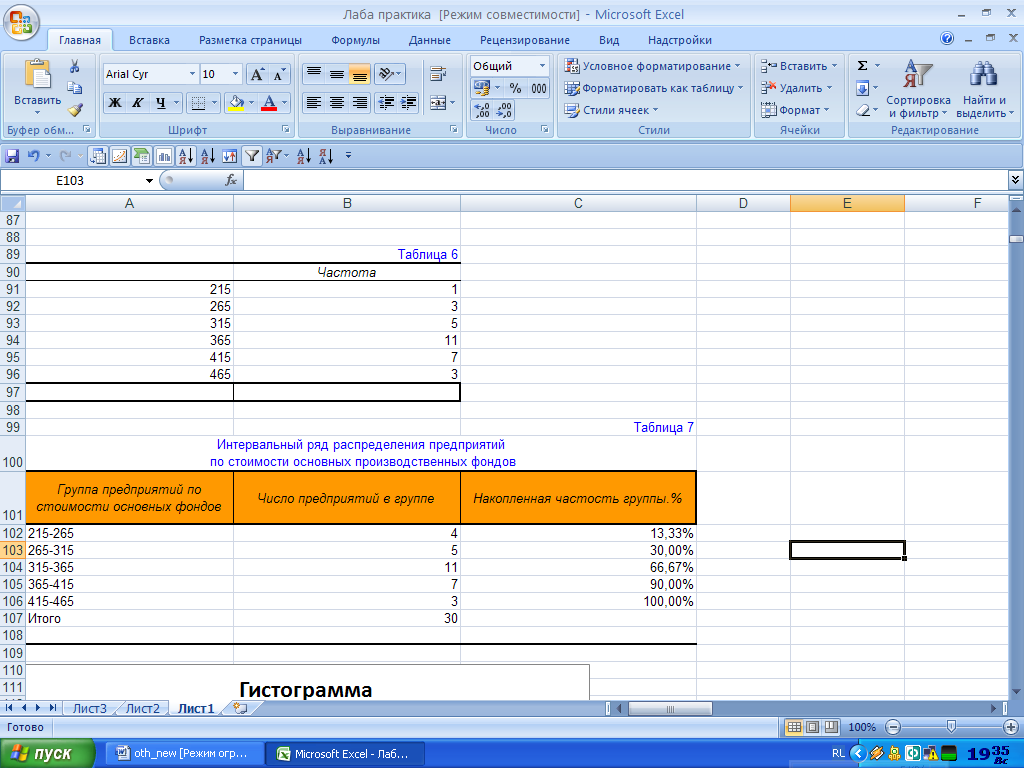 Лаба практика [Режим совместимости] - Microsoft Excel
Главная Вставка Разметка страницы Формулы Данные Рецензирование Вид Надстройки
Вставить
Буфер обм...
Arial Cyr 10
Ж К Ч
Шрифт
Выравнивание
Общий
% 000
Число
Условное форматирование
Форматировать как таблицу
Стили ячеек
Стили
Вставить
Удалить
Формат
Ячейки
Σ
Сортировка и фильтр
Найти и выделить
Редактирование
E103 fx
A B C D E F
87
88
89 Таблица 6
90 Частота
91 215 1
92 265 3
93 315 5
94 365 11
95 415 7
96 465 3
97
98
99 Таблица 7
Интервальный ряд распределения предприятий
100 по стоимости основных производственных фондов
Группа предприятий по
стоимости основных фондов
Число предприятий в группе
Накопленная частость группы.%
101
102 215-265 4 13,33%
103 265-315 5 30,00%
104 315-365 11 66,67%
105 365-415 7 90,00%
106 415-465 3 100,00%
107 Итого 30
108
109
110
111 Гистограмма
Лист3 Лист2 Лист1
Готово 100%
пуск oth_new [Режим огр... Microsoft Excel - Лаб... RL 19 35 Вс